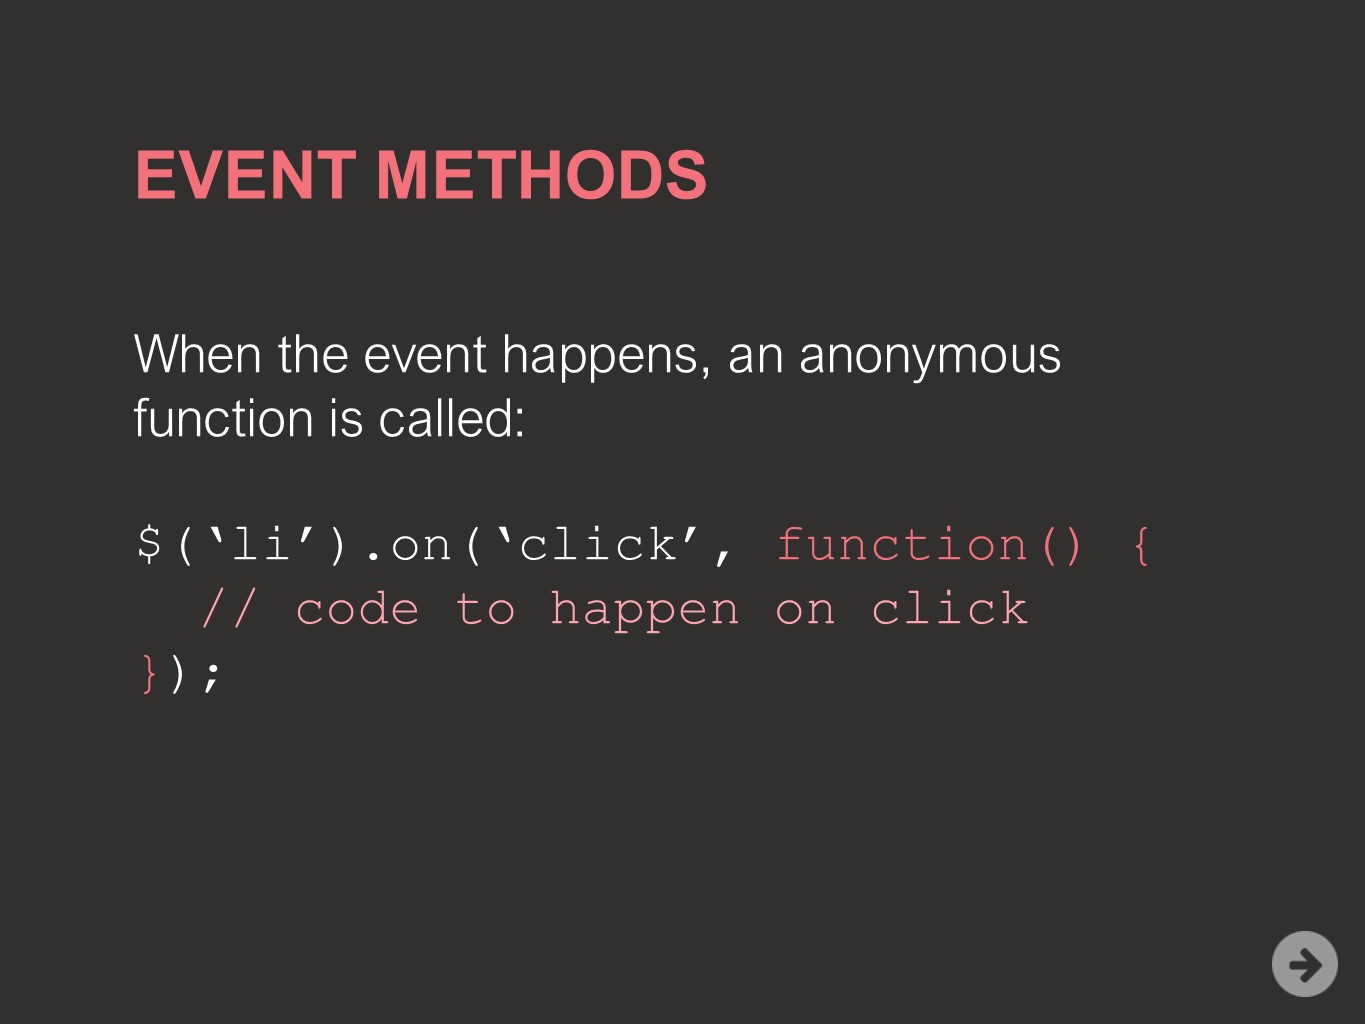 EVENT METHODS
When the event happens, an anonymous
function is called:
$(‘li’).on(‘click’, function() {
  // code to happen on click
});